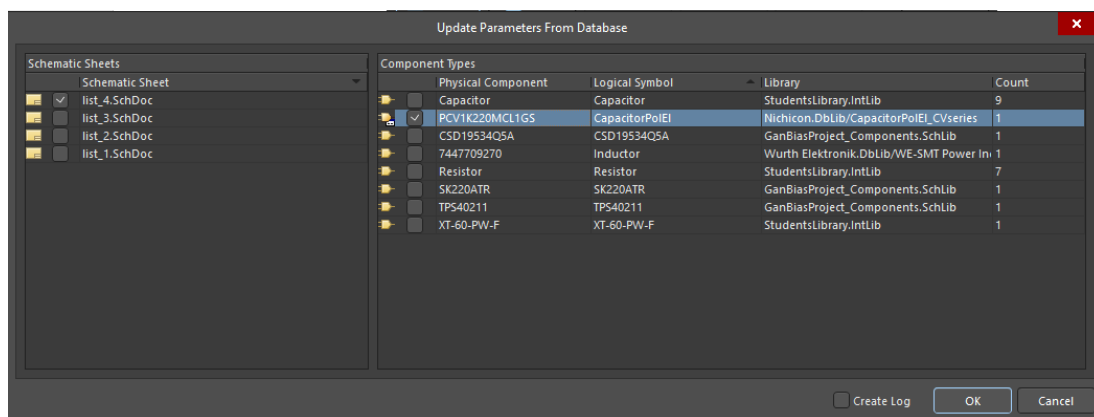 Update Parameters From Database
Schematic Sheets
Schematic Sheet
list_4.SchDoc
list_3.SchDoc
list_2.SchDoc
list_1.SchDoc
Component Types
Physical Component Logical Symbol Library Count
Capacitor Capacitor StudentsLibrary.IntLib 9
PCV1K220MCL1GS CapacitorPolEl Nichicon.DbLib/CapacitorPolEl_CVseries 1
CSD19534Q5A CSD19534Q5A GanBiasProject_Components.SchLib 1
7447709270 Inductor Wurth Elektronik.DbLib/WE-SMT Power In 1
Resistor Resistor StudentsLibrary.IntLib 7
SK220ATR SK220ATR GanBiasProject_Components.SchLib 1
TPS40211 TPS40211 GanBiasProject_Components.SchLib 1
XT-60-PW-F XT-60-PW-F StudentsLibrary.IntLib 1
Create Log OK Cancel